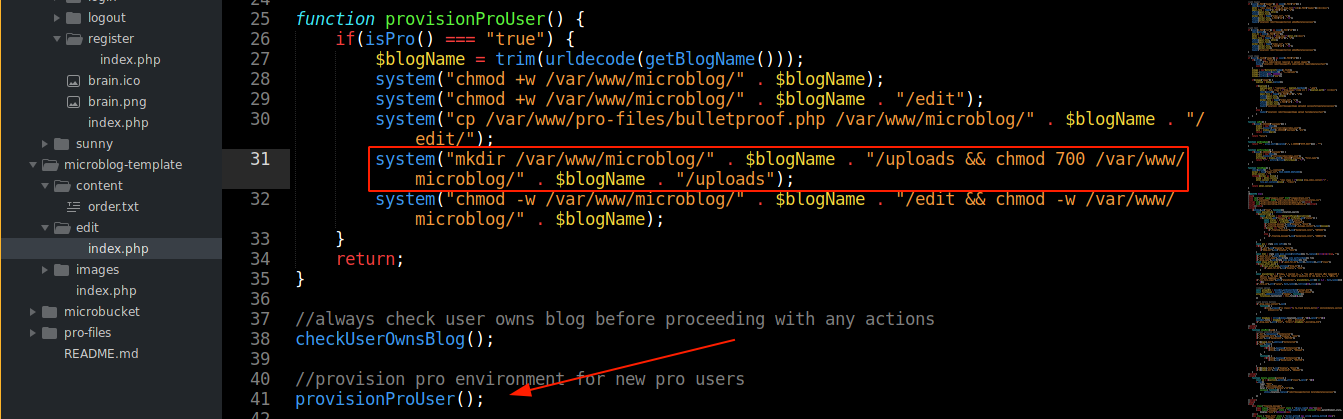 login
logout
register
index.php
brain.ico
brain.png
index.php
sunny
microblog-template
content
order.txt
edit
index.php
images
index.php
microbucket
pro-files
README.md
24
25 function provisionProUser() {
26 if(isPro() === "true") {
27 $blogName = trim(urldecode(getBlogName()));
28 system("chmod +w /var/www/microblog/" . $blogName);
29 system("chmod +w /var/www/microblog/" . $blogName . "/edit");
30 system("cp /var/www/pro-files/bulletproof.php /var/www/microblog/" . $blogName . "/
edit/");
31 system("mkdir /var/www/microblog/" . $blogName . "/uploads && chmod 700 /var/www/
microblog/" . $blogName . "/uploads");
32 system("chmod -w /var/www/microblog/" . $blogName . "/edit && chmod -w /var/www/
microblog/" . $blogName);
33 }
34 return;
35 }
36
37 //always check user owns blog before proceeding with any actions
38 checkUserOwnsBlog();
39
40 //provision pro environment for new pro users
41 provisionProUser();
42